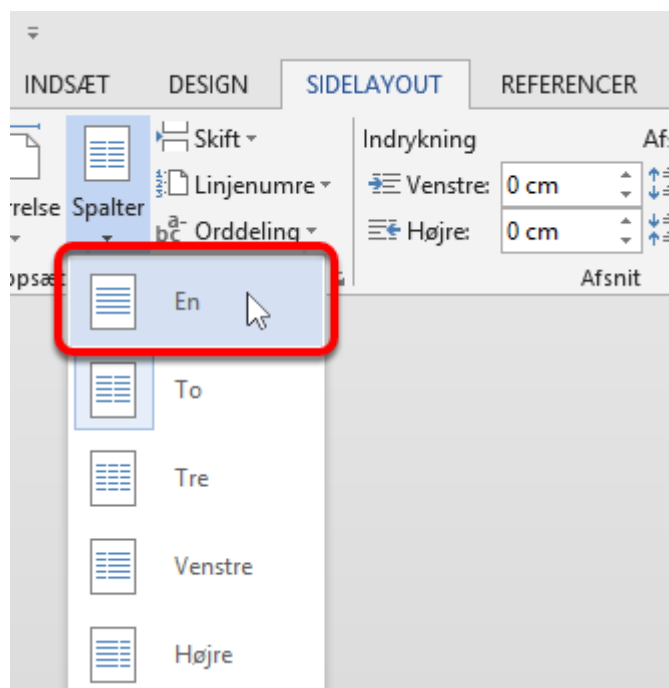 INDSÆT DESIGN SIDELAYOUT REFERENCER
Skift Indrykning
Linjenumre Venstre: 0 cm
Spalter
Orddeling Højre: 0 cm
Afsnit
En
To
Tre
Venstre
Højre